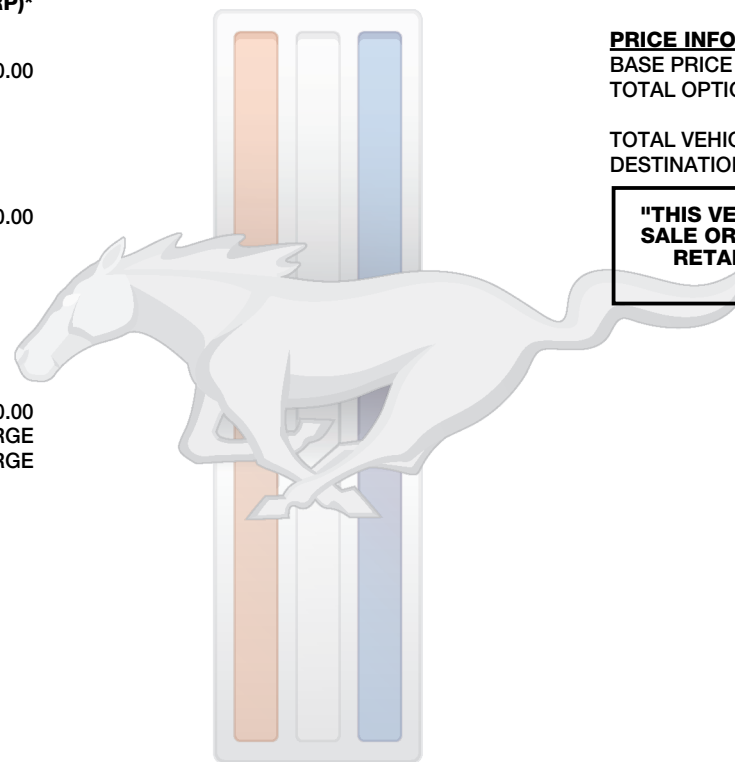 RP)*
0.00
0.00
0.00
RGE
RGE
PRICE INFO
BASE PRICE
TOTAL OPTIO
TOTAL VEHIC
DESTINATION
"THIS VE
SALE OR
RETAI